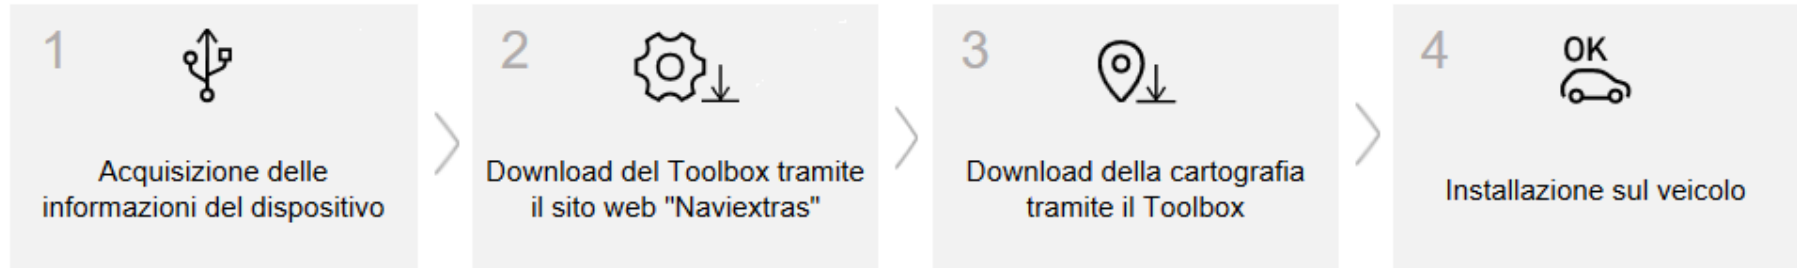 1
Acquisizione delle
informazioni del dispositivo
2
Download del Toolbox tramite
il sito web "Naviextras"
3
Download della cartografia
tramite il Toolbox
4
OK
Installazione sul veicolo